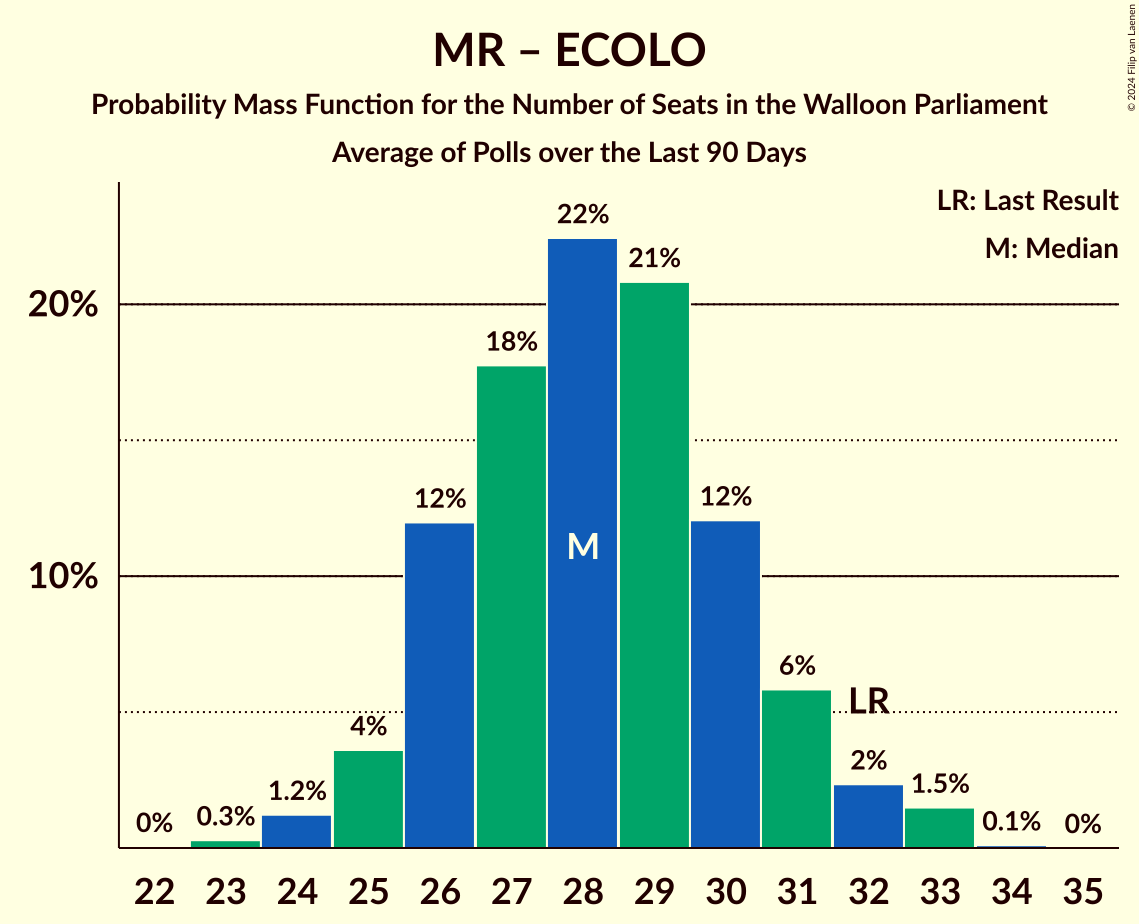 MR – ECOLO
Probability Mass Function for the Number of Seats in the Walloon Parliament
Average of Polls over the Last 90 Days
© 2024 Filip van Laenen
LR: Last Result
M: Median
20%
10%
0%
0.3%
1.2%
4%
12%
18%
22%
21%
12%
6%
2%
1.5%
0.1%
0%
M
LR
22 23 24 25 26 27 28 29 30 31 32 33 34 35